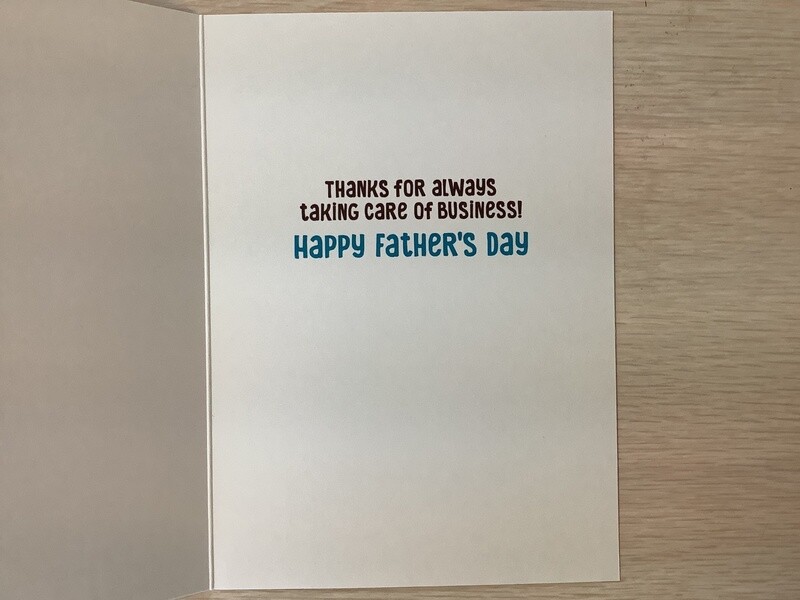 THANKS FOR ALWAYS
TAKING CARE OF BUSINESS!
HAPPY FATHER'S DAY